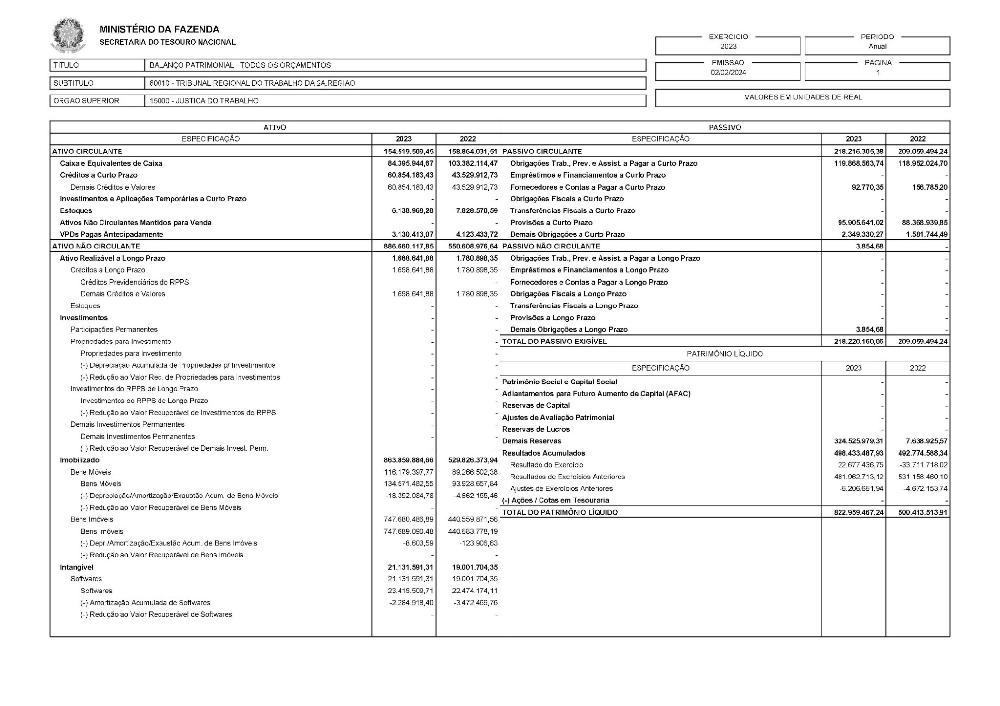 MINISTÉRIO DA FAZENDA
SECRETARIA DO TESOURO NACIONAL
EXERCICIO
2023
PERIODO
Anual
EMISSAO
02/02/2024
PAGINA
1
TITULO BALANÇO PATRIMONIAL - TODOS OS ORÇAMENTOS
SUBTITULO 80010 - TRIBUNAL REGIONAL DO TRABALHO DA 2A.REGIAO
ORGAO SUPERIOR 15000 - JUSTICA DO TRABALHO
VALORES EM UNIDADES DE REAL
ATIVO
ESPECIFICAÇÃO 2023 2022
ATIVO CIRCULANTE 154.519.509,45 158.864.031,51
Caixa e Equivalentes de Caixa 84.395.944,67 103.382.114,47
Créditos a Curto Prazo 60.854.183,43 43.529.912,73
Demais Créditos e Valores 60.854.183,43 43.529.912,73
Investimentos e Aplicações Temporárias a Curto Prazo - -
Estoques 6.138.968,28 7.828.570,59
Ativos Não Circulantes Mantidos para Venda - -
VPDs Pagas Antecipadamente 3.130.413,07 4.123.433,72
ATIVO NÃO CIRCULANTE 886.660.117,85 550.608.976,64
Ativo Realizável a Longo Prazo 1.668.641,88 1.780.898,35
Créditos a Longo Prazo 1.668.641,88 1.780.898,35
Créditos Previdenciários do RPPS -
Demais Créditos e Valores 1.668.641,88 1.780.898,35
Estoques - -
Investimentos - -
Participações Permanentes - -
Propriedades para Investimento - -
Propriedades para Investimento - -
(-) Depreciação Acumulada de Propriedades p/ Investimentos - -
(-) Redução ao Valor Rec. de Propriedades para Investimentos - -
Investimentos do RPPS de Longo Prazo - -
Investimentos do RPPS de Longo Prazo - -
(-) Redução ao Valor Recuperável de Investimentos do RPPS - -
Demais Investimentos Permanentes - -
Demais Investimentos Permanentes - -
(-) Redução ao Valor Recuperável de Demais Invest. Perm. - -
Imobilizado 863.859.884,66 529.826.373,94
Bens Móveis 116.179.397,77 89.266.502,38
Bens Móveis 134.571.482,55 93.928.657,84
(-) Depreciação/Amortização/Exaustão Acum. de Bens Móveis -18.392.084,78 -4.662.155,46
(-) Redução ao Valor Recuperável de Bens Móveis - -
Bens Imóveis 747.680.486,89 440.559.871,56
Bens Imóveis 747.689.090,48 440.683.778,19
(-) Depr./Amortização/Exaustão Acum. de Bens Imóveis -8.603,59 -123.906,63
(-) Redução ao Valor Recuperável de Bens Imóveis - -
Intangível 21.131.591,31 19.001.704,35
Softwares 21.131.591,31 19.001.704,35
Softwares 23.416.509,71 22.474.174,11
(-) Amortização Acumulada de Softwares -2.284.918,40 -3.472.469,76
(-) Redução ao Valor Recuperável de Softwares - -
PASSIVO
ESPECIFICAÇÃO 2023 2022
PASSIVO CIRCULANTE 218.216.305,38 209.059.494,24
Obrigações Trab., Prev. e Assist. a Pagar a Curto Prazo 119.868.563,74 118.952.024,70
Empréstimos e Financiamentos a Curto Prazo - -
Fornecedores e Contas a Pagar a Curto Prazo 92.770,35 156.785,20
Obrigações Fiscais a Curto Prazo - -
Transferências Fiscais a Curto Prazo - -
Provisões a Curto Prazo 95.905.641,02 88.368.939,85
Demais Obrigações a Curto Prazo 2.349.330,27 1.581.744,49
PASSIVO NÃO CIRCULANTE 3.854,68 -
Obrigações Trab., Prev. e Assist. a Pagar a Longo Prazo - -
Empréstimos e Financiamentos a Longo Prazo - -
Fornecedores e Contas a Pagar a Longo Prazo - -
Obrigações Fiscais a Longo Prazo - -
Transferências Fiscais a Longo Prazo - -
Provisões a Longo Prazo - -
Demais Obrigações a Longo Prazo 3.854,68 -
TOTAL DO PASSIVO EXIGÍVEL 218.220.160,06 209.059.494,24
PATRIMÔNIO LÍQUIDO
ESPECIFICAÇÃO 2023 2022
Patrimônio Social e Capital Social - -
Adiantamentos para Futuro Aumento de Capital (AFAC) - -
Reservas de Capital - -
Ajustes de Avaliação Patrimonial - -
Reservas de Lucros - -
Demais Reservas 324.525.979,31 7.638.925,57
Resultados Acumulados 498.433.487,93 492.774.588,34
Resultado do Exercício 22.677.436,75 -33.711.718,02
Resultados de Exercícios Anteriores 481.962.713,12 531.158.460,10
Ajustes de Exercícios Anteriores -6.206.661,94 -4.672.153,74
(-) Ações / Cotas em Tesouraria - -
TOTAL DO PATRIMÔNIO LÍQUIDO 822.959.467,24 500.413.513,91